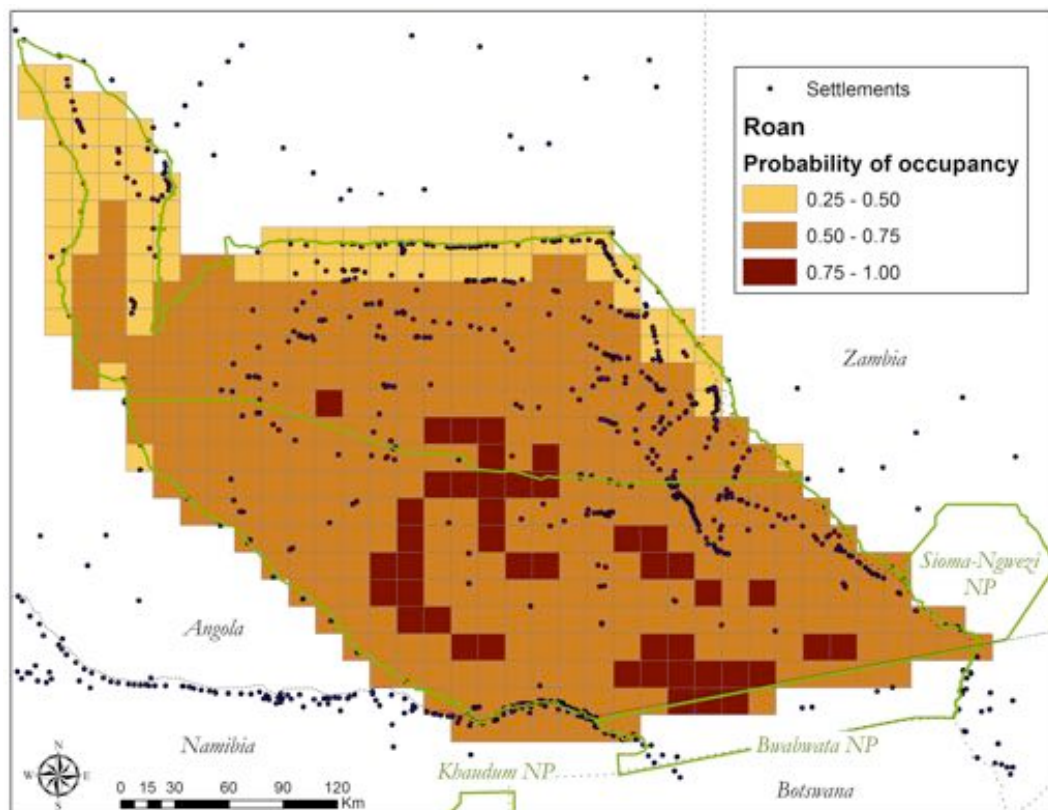 Settlements
Roan
Probability of occupancy
0.25 - 0.50
0.50 - 0.75
0.75 - 1.00
Zambia
Sioma-Ngwezi
NP
Angola
Namibia
Khaudum NP
Bwabwata NP
Botswana
N
W E
S
0 15 30 60 90 120
Km